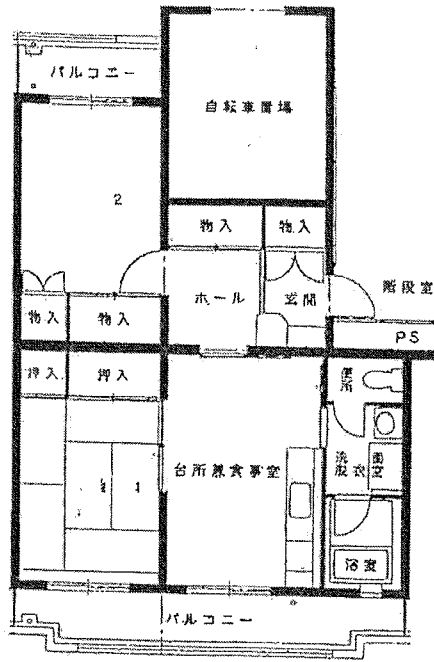 バルコニー
自転車置場
2
物入
物入
ホール
玄関
階段室
物入
物入
PS
押入
押入
便所
台所兼食事室
洗面
脱衣室
1
浴室
バルコニー